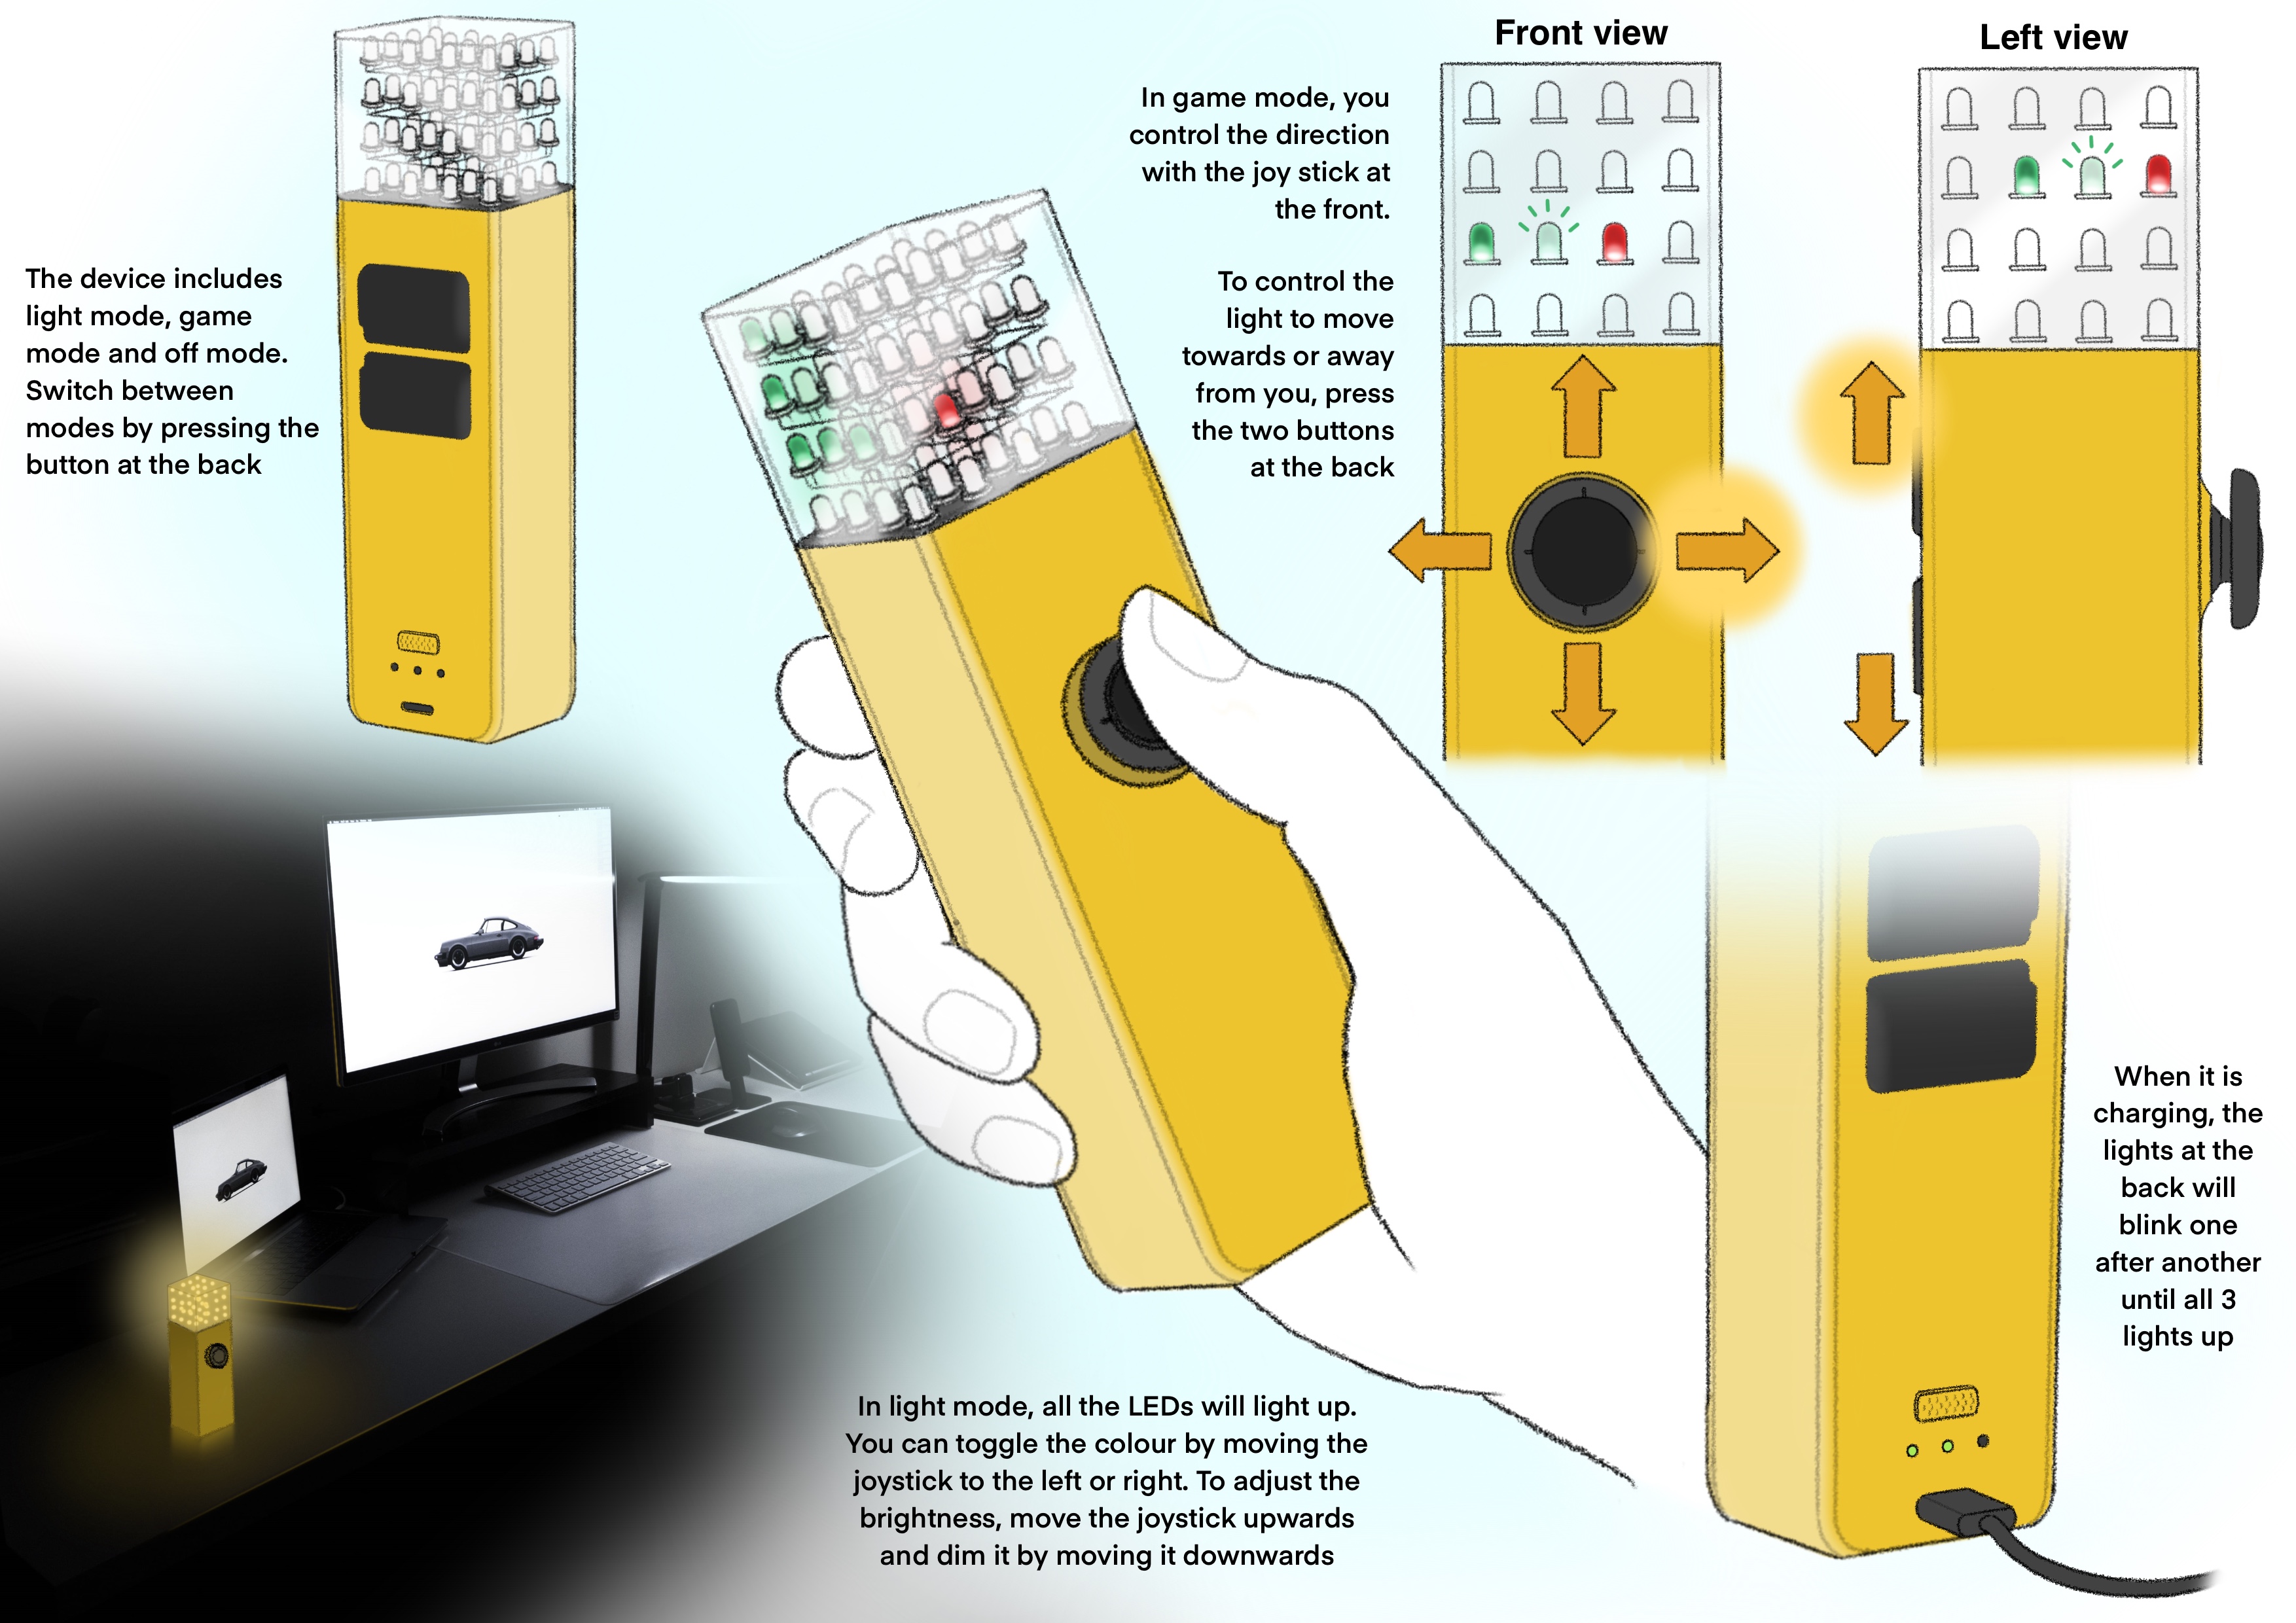 Front view
Left view
In game mode, you
control the direction
with the joy stick at
the front.
To control the
light to move
towards or away
from you, press
the two buttons
at the back
The device includes
light mode, game
mode and off mode.
Switch between
modes by pressing the
button at the back
When it is
charging, the
lights at the
back will
blink one
after another
until all 3
lights up
In light mode, all the LEDs will light up.
You can toggle the colour by moving the
joystick to the left or right. To adjust the
brightness, move the joystick upwards
and dim it by moving it downwards